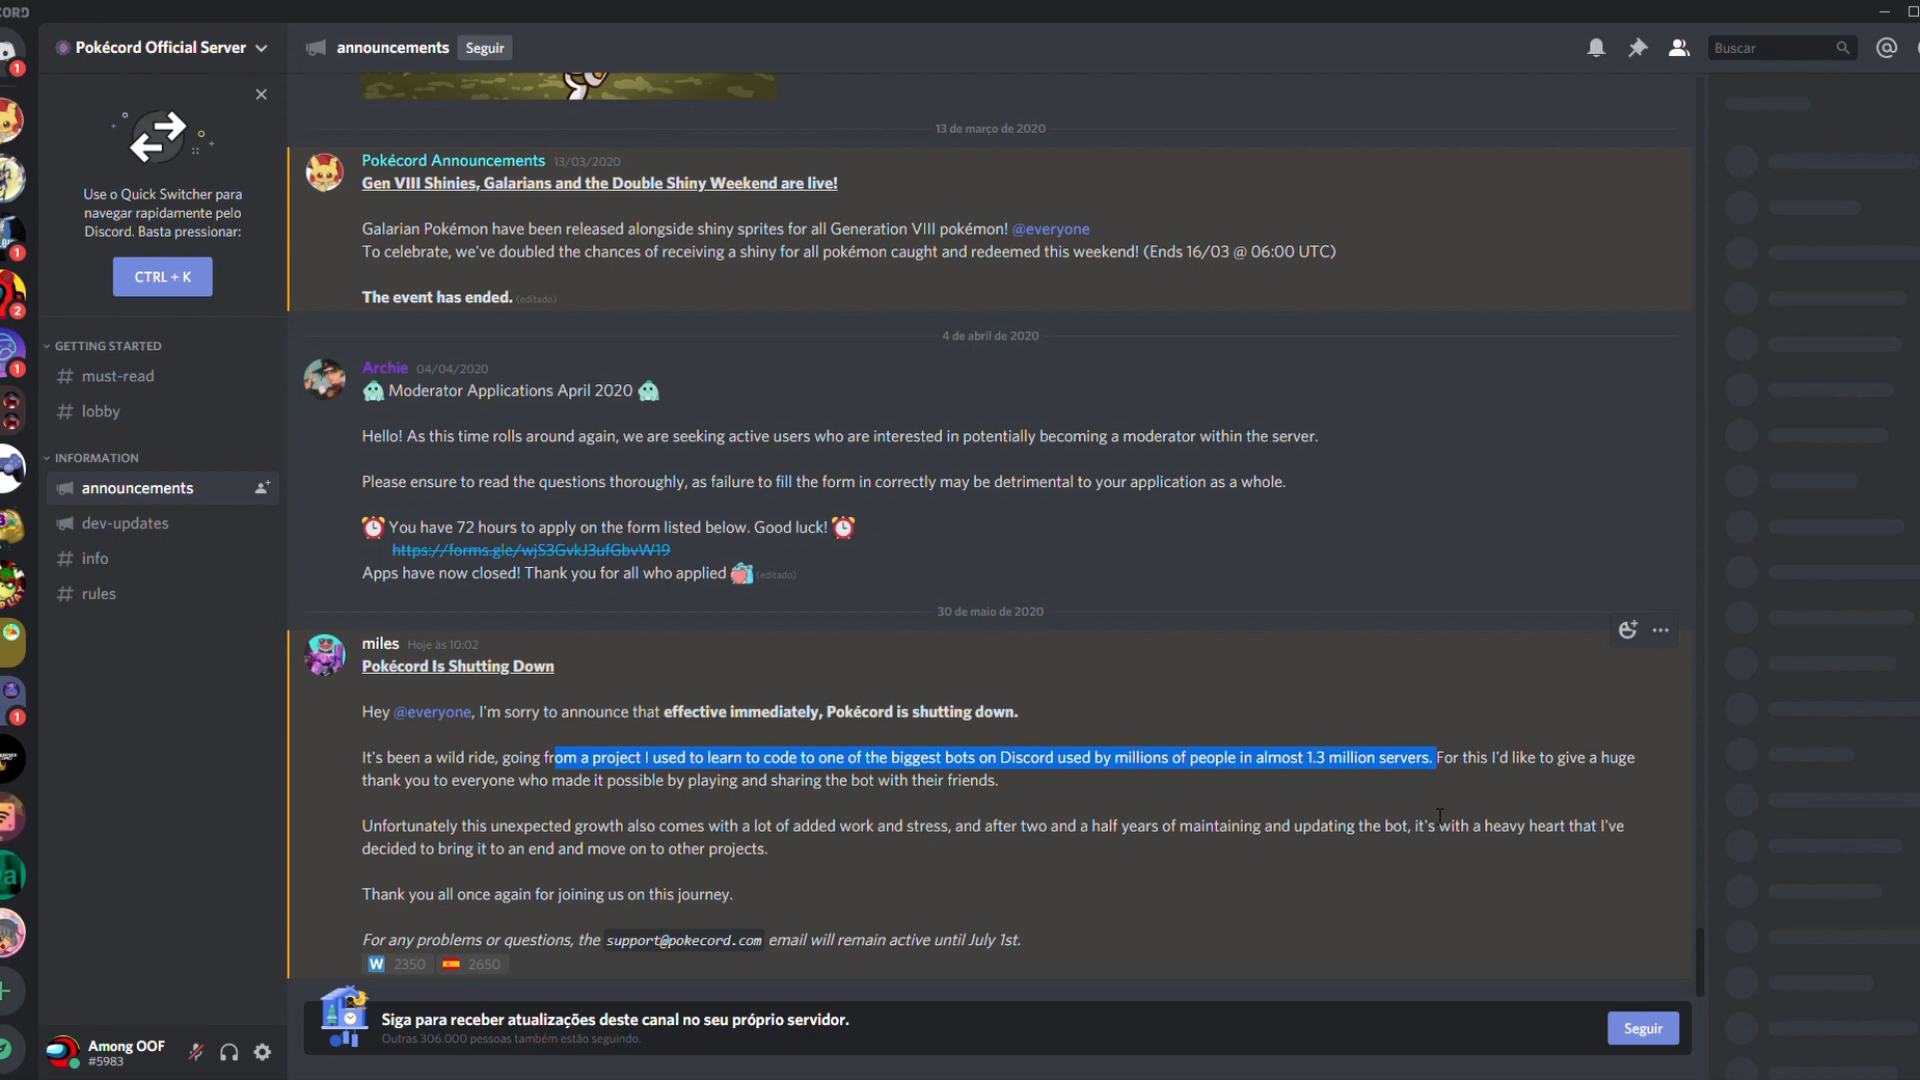 CORD
Pokécord Official Server
announcements
Seguir
Buscar
Use o Quick Switcher para
navegar rapidamente pelo
Discord. Basta pressionar:
CTRL + K
GETTING STARTED
must-read
lobby
INFORMATION
announcements
dev-updates
info
rules
Among OOF
#5983
13 de março de 2020
Pokécord Announcements 13/03/2020
Gen VIII Shinies, Galarians and the Double Shiny Weekend are live!
Galarian Pokémon have been released alongside shiny sprites for all Generation VIII pokémon! @everyone
To celebrate, we've doubled the chances of receiving a shiny for all pokémon caught and redeemed this weekend! (Ends 16/03 @ 06:00 UTC)
The event has ended. (editado)
4 de abril de 2020
Archie 04/04/2020
Moderator Applications April 2020
Hello! As this time rolls around again, we are seeking active users who are interested in potentially becoming a moderator within the server.
Please ensure to read the questions thoroughly, as failure to fill the form in correctly may be detrimental to your application as a whole.
You have 72 hours to apply on the form listed below. Good luck!
https://forms.gle/wjS3GvkJ3ufGbvW19
Apps have now closed! Thank you for all who applied (editado)
30 de maio de 2020
miles Hoje às 10:02
Pokécord Is Shutting Down
Hey @everyone, I'm sorry to announce that effective immediately, Pokécord is shutting down.
It's been a wild ride, going from a project I used to learn to code to one of the biggest bots on Discord used by millions of people in almost 1.3 million servers. For this I'd like to give a huge
thank you to everyone who made it possible by playing and sharing the bot with their friends.
Unfortunately this unexpected growth also comes with a lot of added work and stress, and after two and a half years of maintaining and updating the bot, it's with a heavy heart that I've
decided to bring it to an end and move on to other projects.
Thank you all once again for joining us on this journey.
For any problems or questions, the support@pokecord.com email will remain active until July 1st.
W 2350 2650
Siga para receber atualizações deste canal no seu próprio servidor.
Outras 306.000 pessoas também estão seguindo.
Seguir